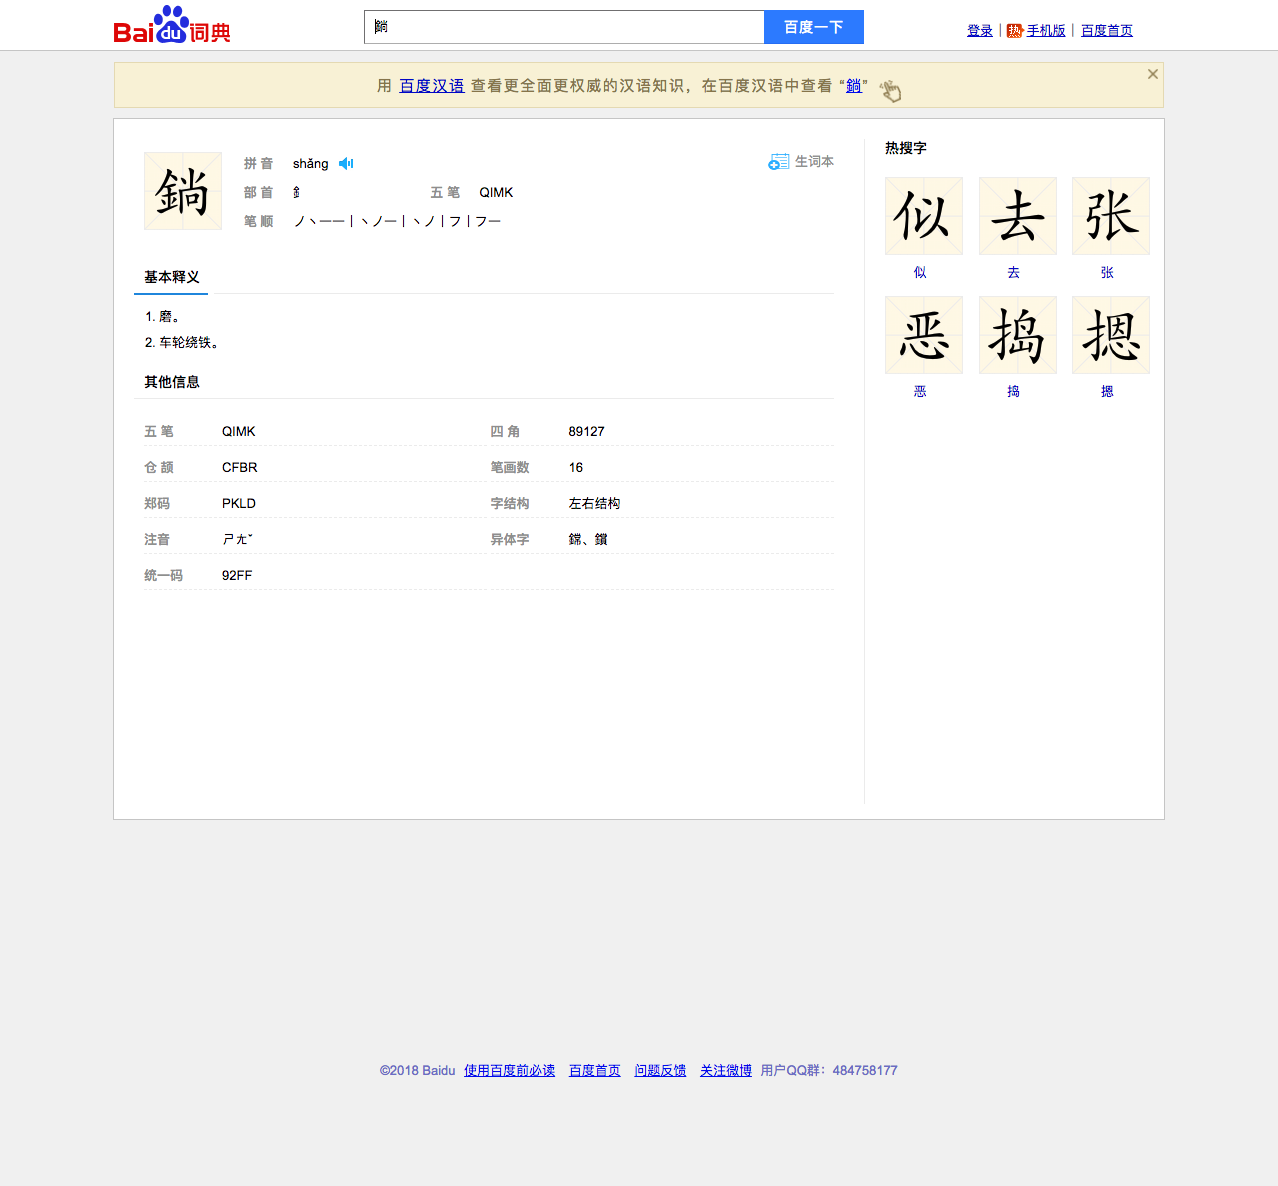 Baidu词典
鋿
百度一下
登录 | 热 手机版 | 百度首页
用 百度汉语 查看更全面更权威的汉语知识，在百度汉语中查看 “鋿”
鋿
拼 音 shǎng
生词本
部 首 釒 五 笔 QIMK
笔 顺 ノ丶一一丨丶ノ一丨丶ノ丨フ丨フ一
基本释义
1. 磨。
2. 车轮绕铁。
其他信息
五 笔 QIMK 四 角 89127
仓 颉 CFBR 笔画数 16
郑码 PKLD 字结构 左右结构
注音 ㄕㄤˇ 异体字 鏛、鑜
统一码 92FF
热搜字
似 去 张
似 去 张
恶 捣 摁
恶 捣 摁
©2018 Baidu 使用百度前必读 百度首页 问题反馈 关注微博 用户QQ群：484758177